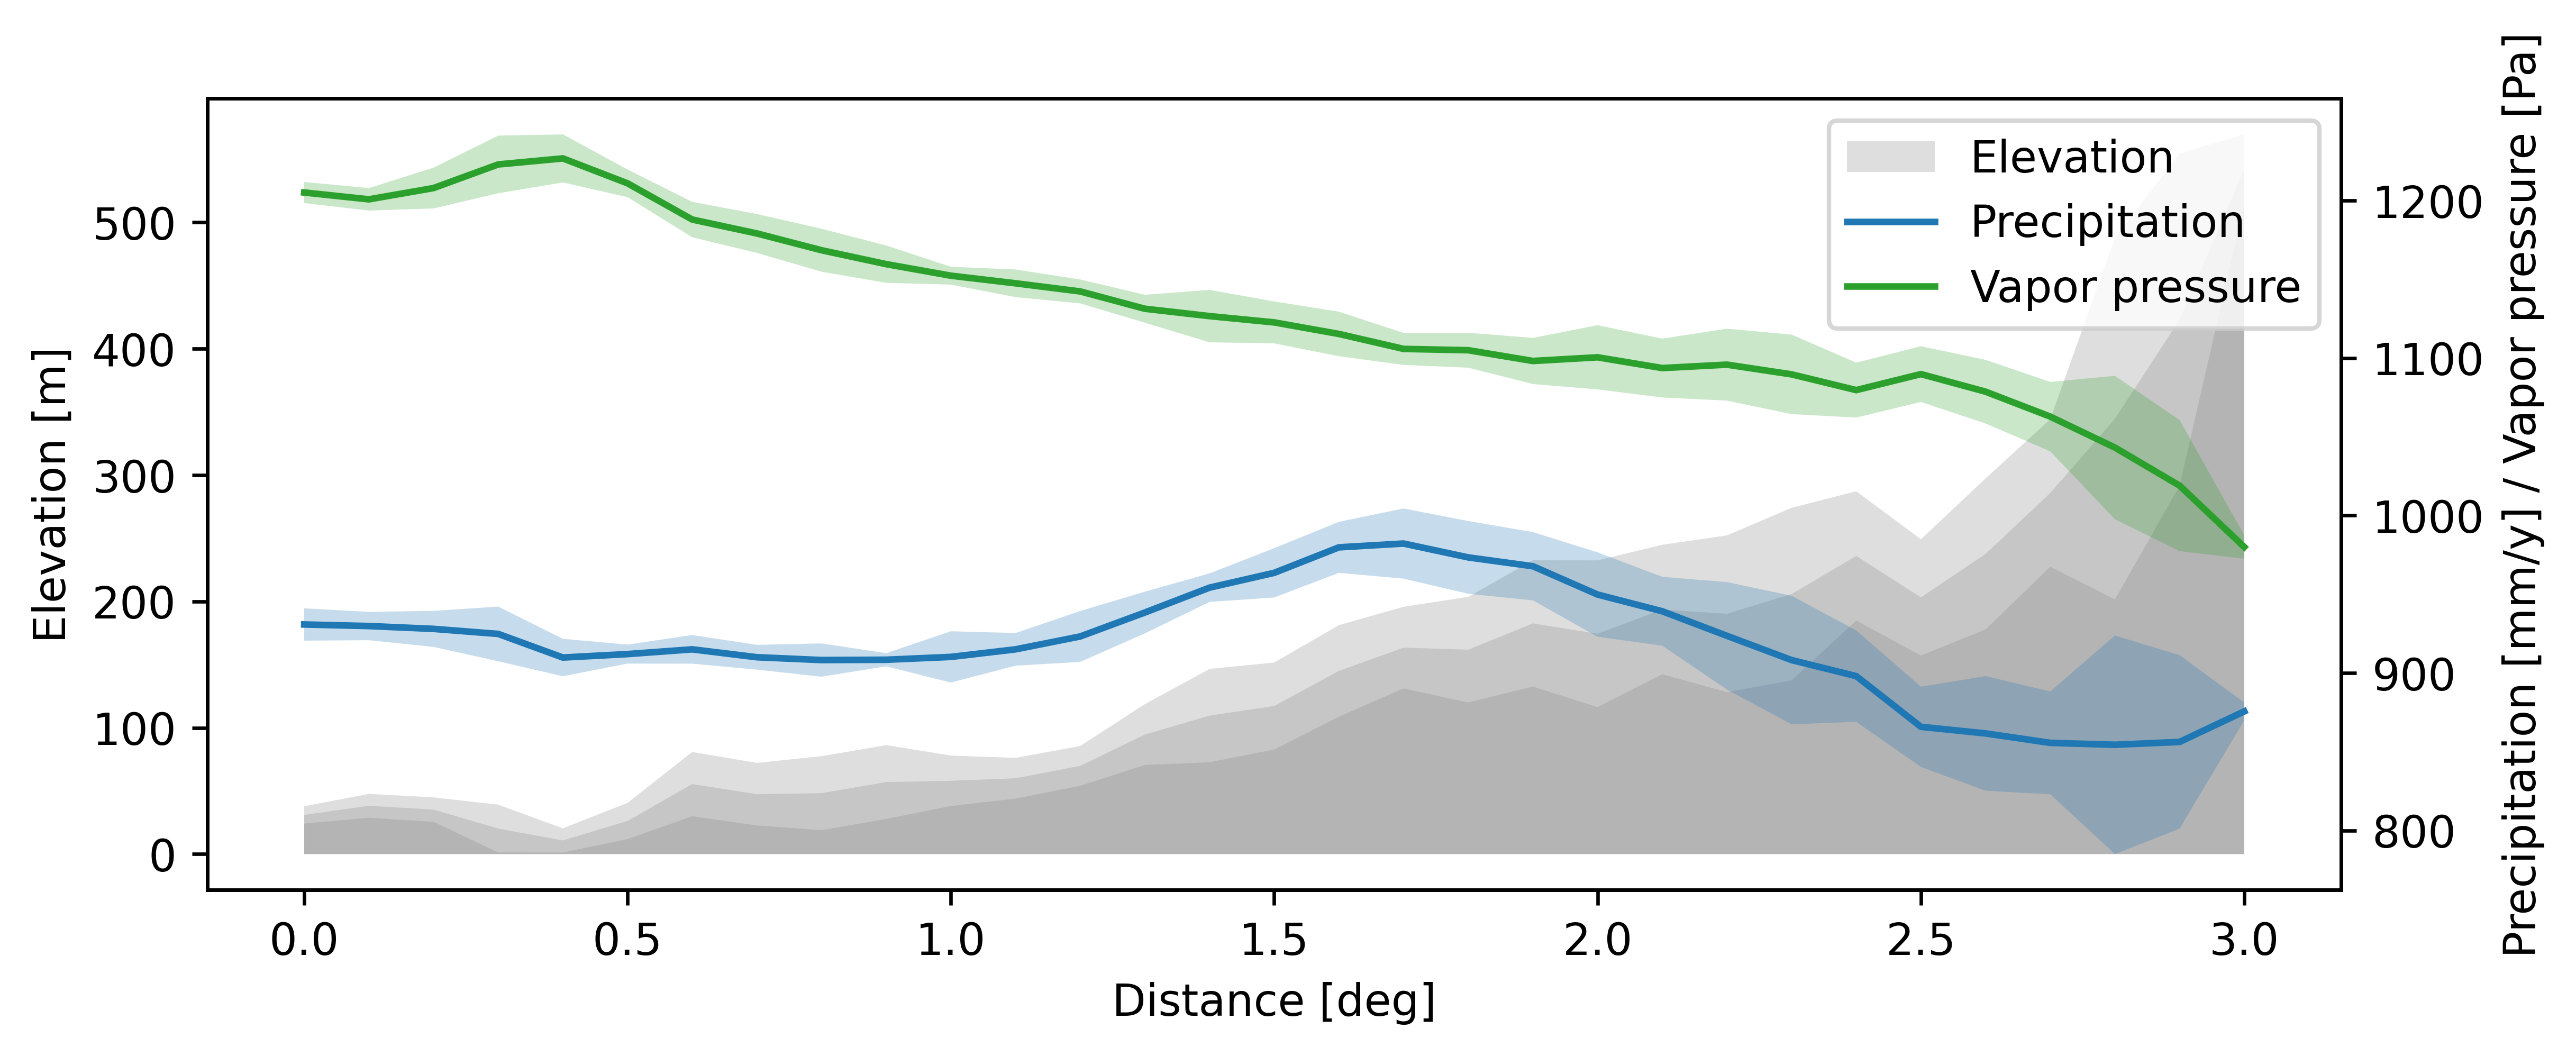 Elevation
Precipitation
Vapor pressure
500
400
300
200
100
0
Elevation [m]
1200
1100
1000
900
800
Precipitation [mm/y] / Vapor pressure [Pa]
0.0 0.5 1.0 1.5 2.0 2.5 3.0
Distance [deg]